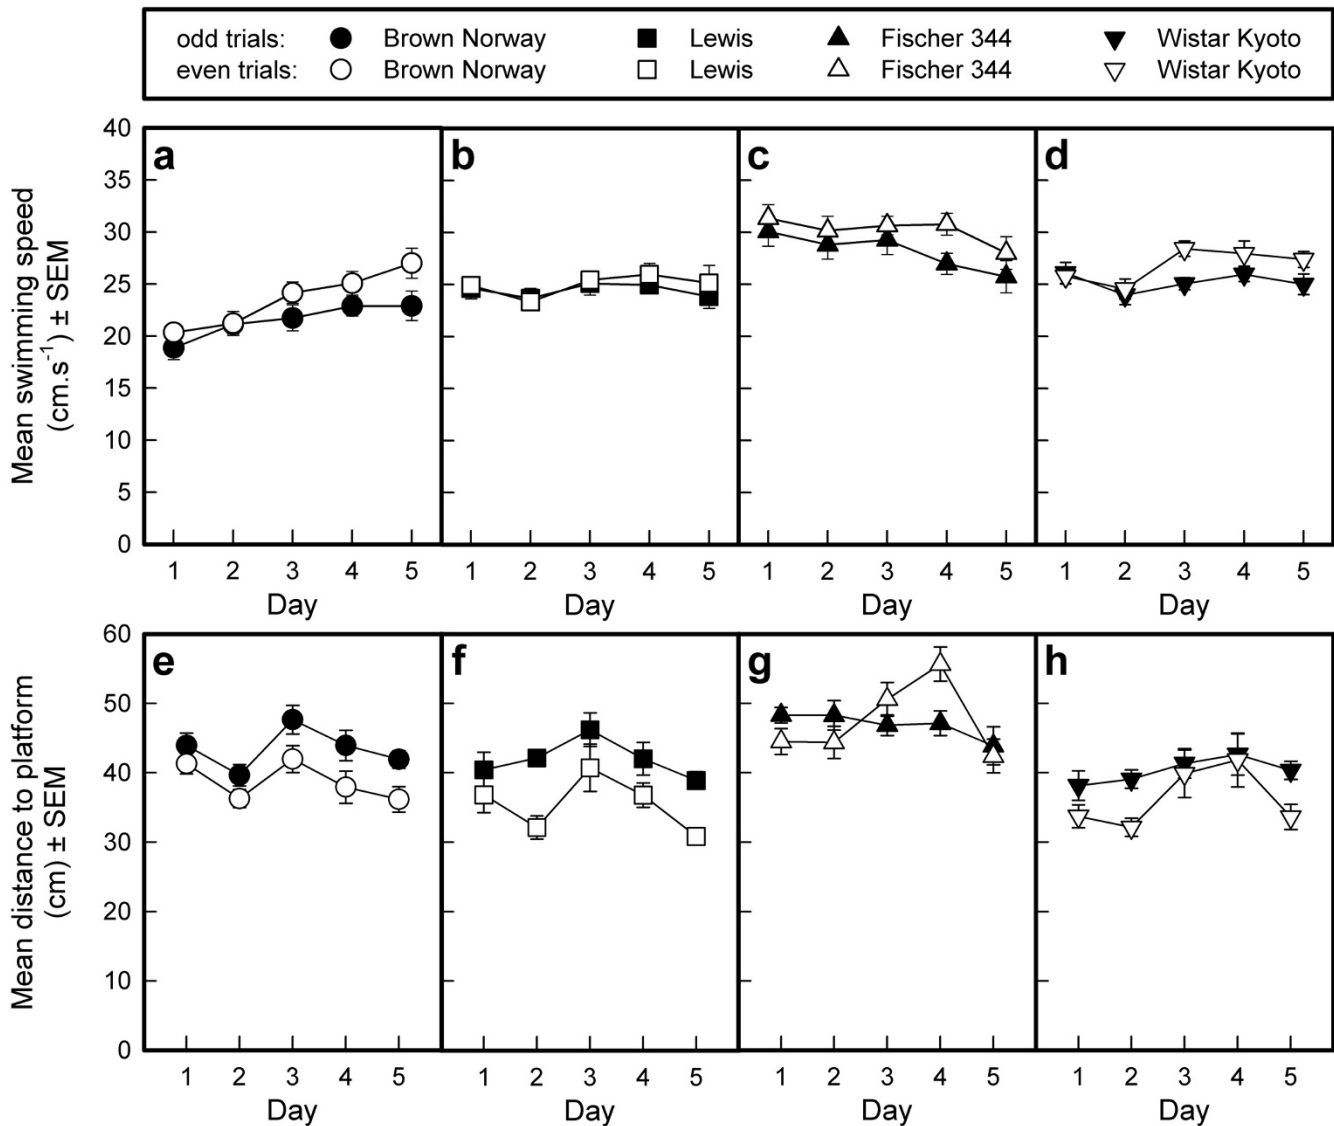 odd trials: Brown Norway Lewis Fischer 344 Wistar Kyoto
even trials: Brown Norway Lewis Fischer 344 Wistar Kyoto
Mean swimming speed
(cm.s⁻¹) ± SEM
40
35
30
25
20
15
10
5
0
a
b
c
d
1 2 3 4 5
1 2 3 4 5
1 2 3 4 5
1 2 3 4 5
Day
Day
Day
Day
Mean distance to platform
(cm) ± SEM
60
50
40
30
20
10
0
e
f
g
h
1 2 3 4 5
1 2 3 4 5
1 2 3 4 5
1 2 3 4 5
Day
Day
Day
Day